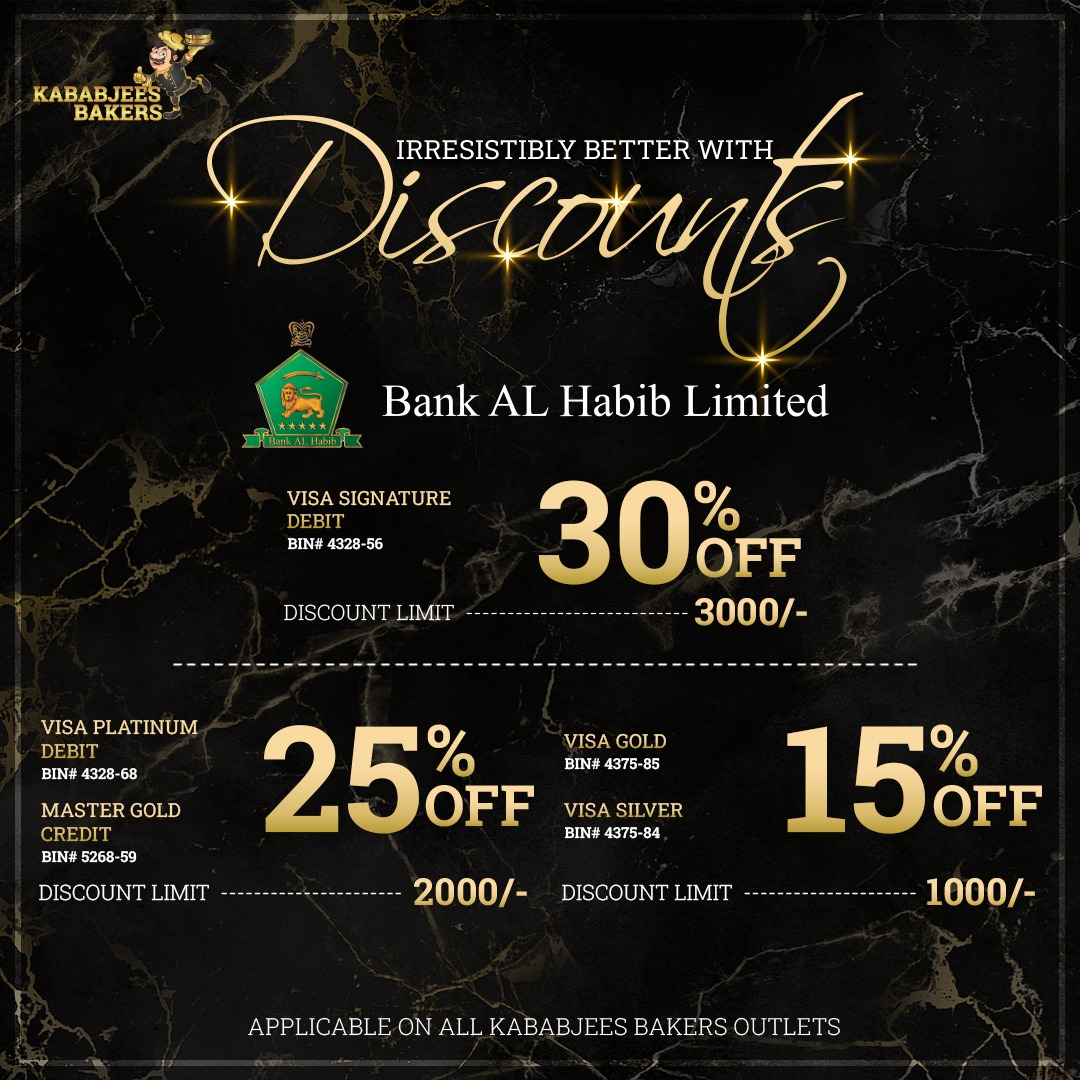 KABABJEES
BAKERS
IRRESISTIBLY BETTER WITH
Discounts
Bank AL Habib
Bank AL Habib Limited
VISA SIGNATURE
DEBIT
BIN# 4328-56
30%
OFF
DISCOUNT LIMIT ---------------------------- 3000/-
VISA PLATINUM
DEBIT
BIN# 4328-68
MASTER GOLD
CREDIT
BIN# 5268-59
25%
OFF
DISCOUNT LIMIT ---------------------- 2000/-
VISA GOLD
BIN# 4375-85
VISA SILVER
BIN# 4375-84
15%
OFF
DISCOUNT LIMIT --------------------- 1000/-
APPLICABLE ON ALL KABABJEES BAKERS OUTLETS